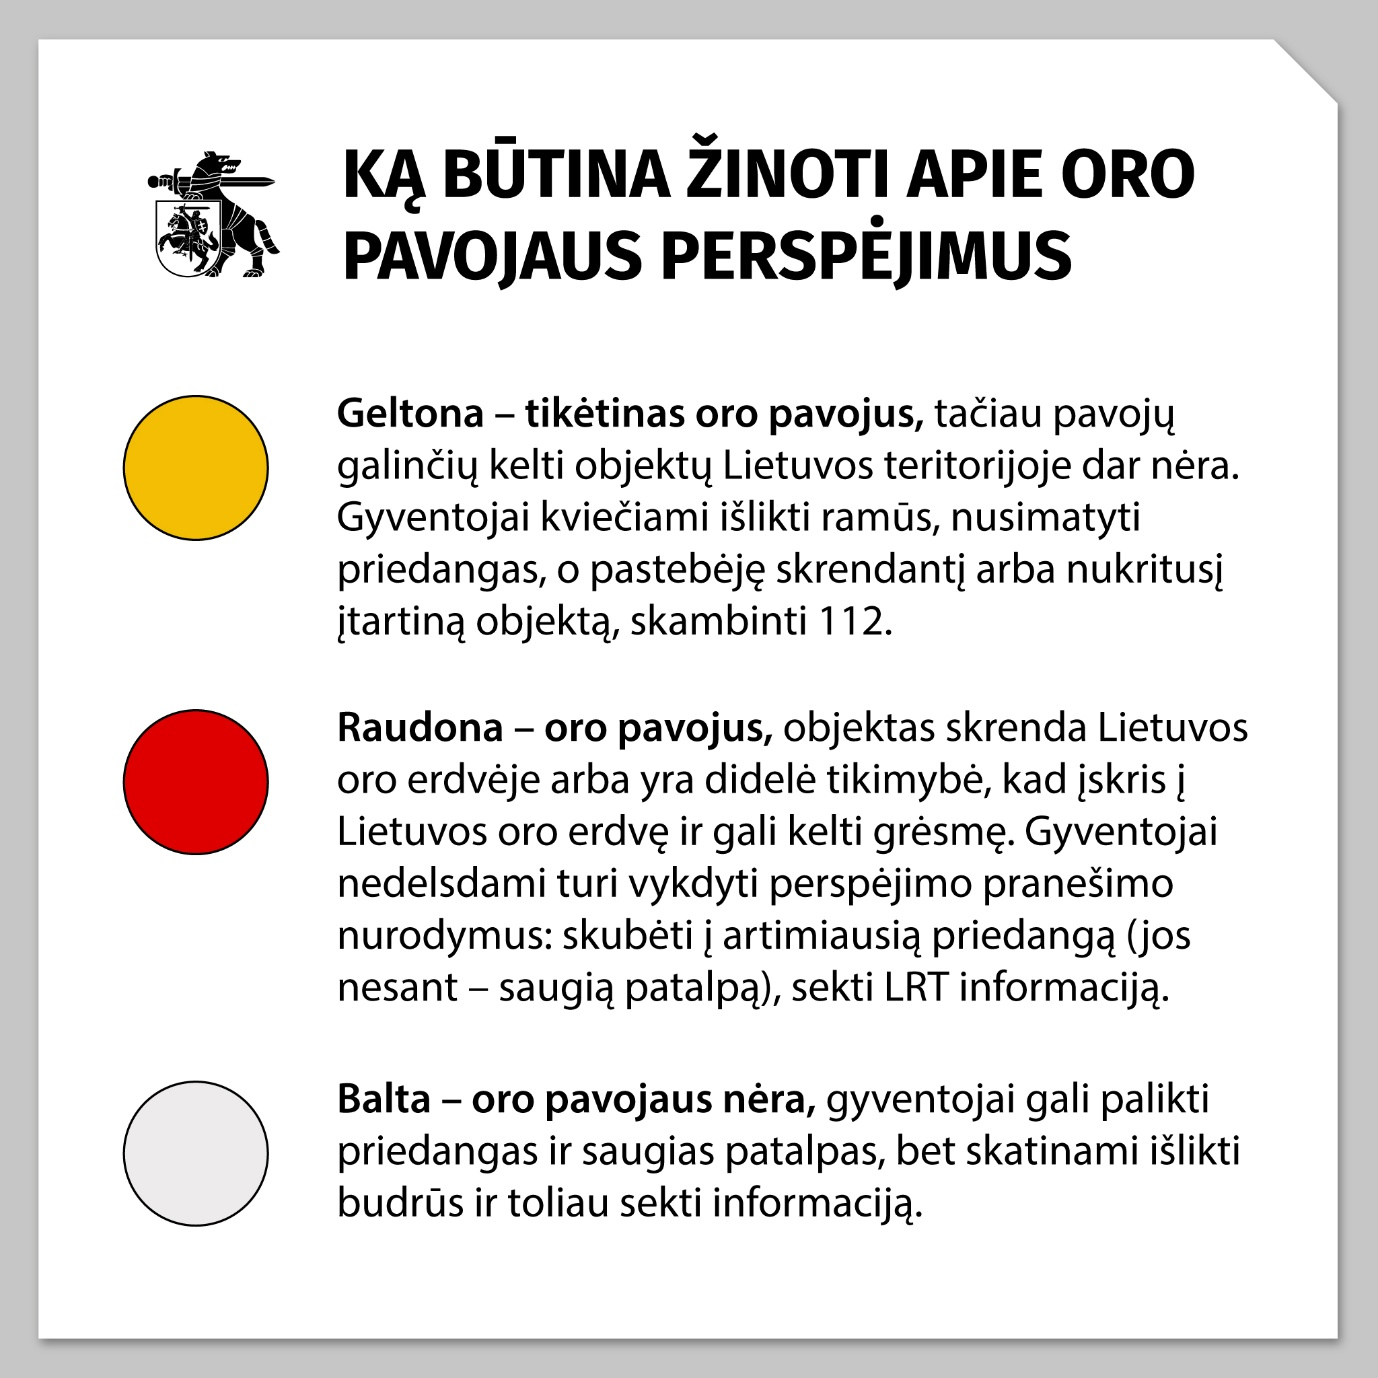 KĄ BŪTINA ŽINOTI APIE ORO
PAVOJAUS PERSPĖJIMUS
Geltona – tikėtinas oro pavojus, tačiau pavojų
galinčių kelti objektų Lietuvos teritorijoje dar nėra.
Gyventojai kviečiami išlikti ramūs, nusimatyti
priedangas, o pastebėję skrendantį arba nukritusį
įtartiną objektą, skambinti 112.
Raudona – oro pavojus, objektas skrenda Lietuvos
oro erdvėje arba yra didelė tikimybė, kad įskris į
Lietuvos oro erdvę ir gali kelti grėsmę. Gyventojai
nedelsdami turi vykdyti perspėjimo pranešimo
nurodymus: skubėti į artimiausią priedangą (jos
nesant – saugią patalpą), sekti LRT informaciją.
Balta – oro pavojaus nėra, gyventojai gali palikti
priedangas ir saugias patalpas, bet skatinami išlikti
budrūs ir toliau sekti informaciją.